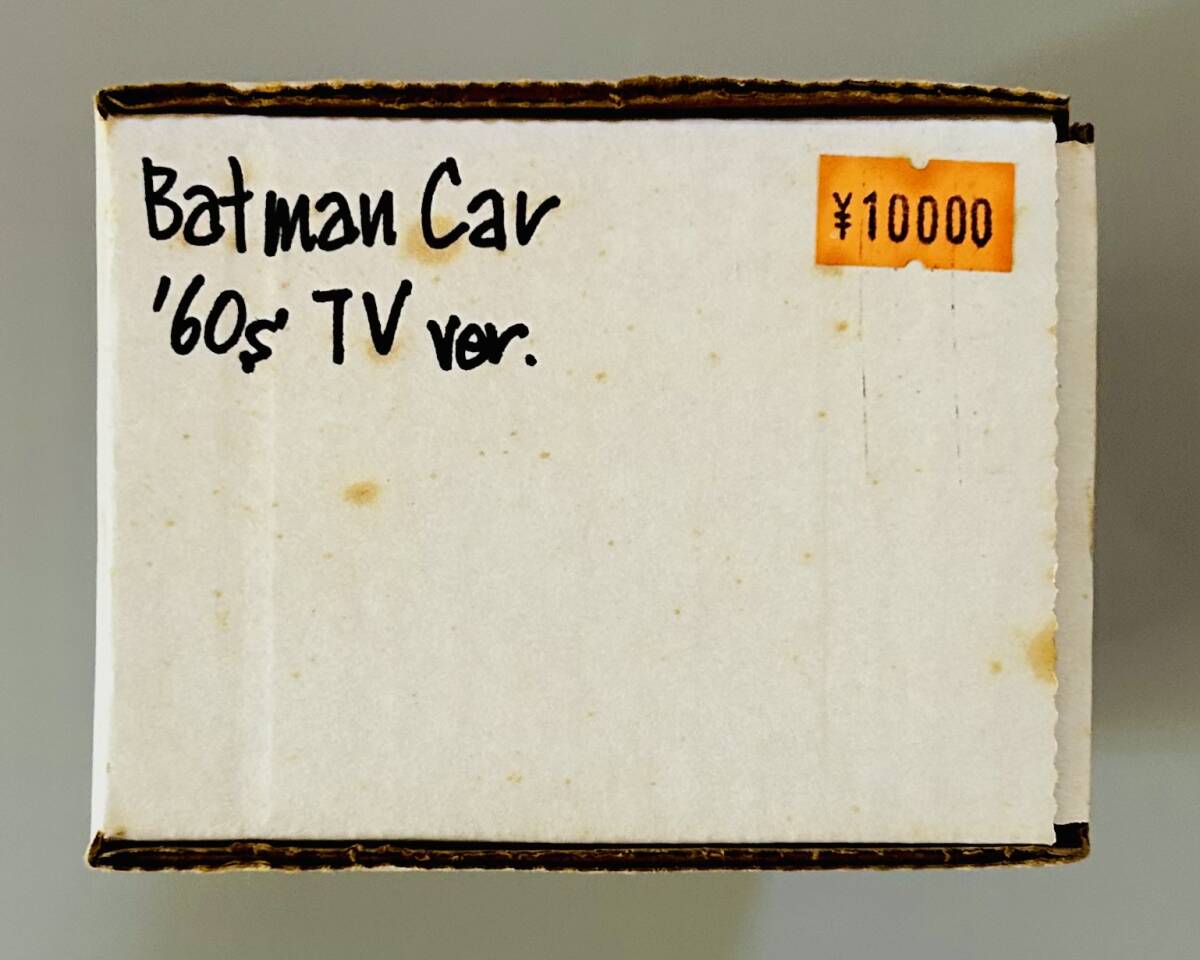 Batman Car
¥10000
'60s' TV ver.